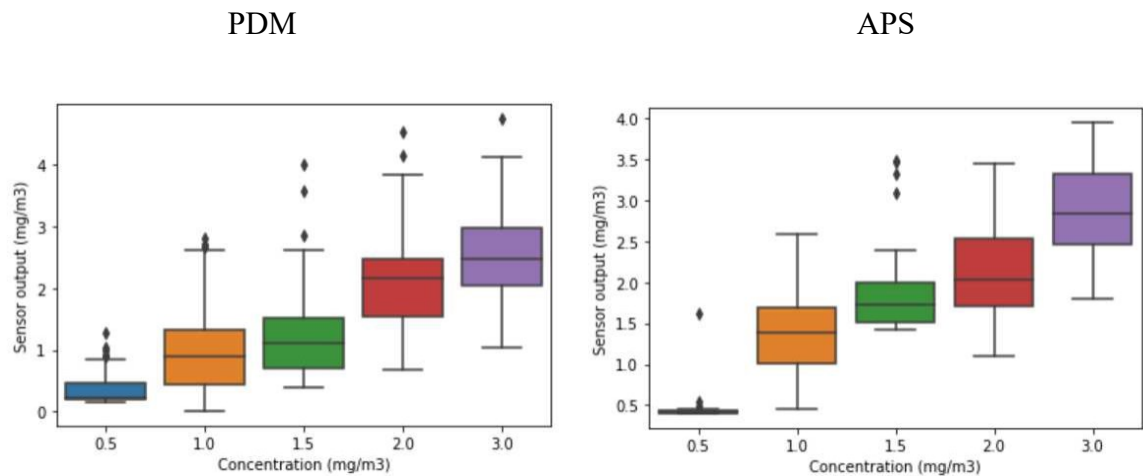 PDM
APS
Sensor output (mg/m3)
4
3
2
1
0
0.5 1.0 1.5 2.0 3.0
Concentration (mg/m3)
Sensor output (mg/m3)
4.0
3.5
3.0
2.5
2.0
1.5
1.0
0.5
0.5 1.0 1.5 2.0 3.0
Concentration (mg/m3)